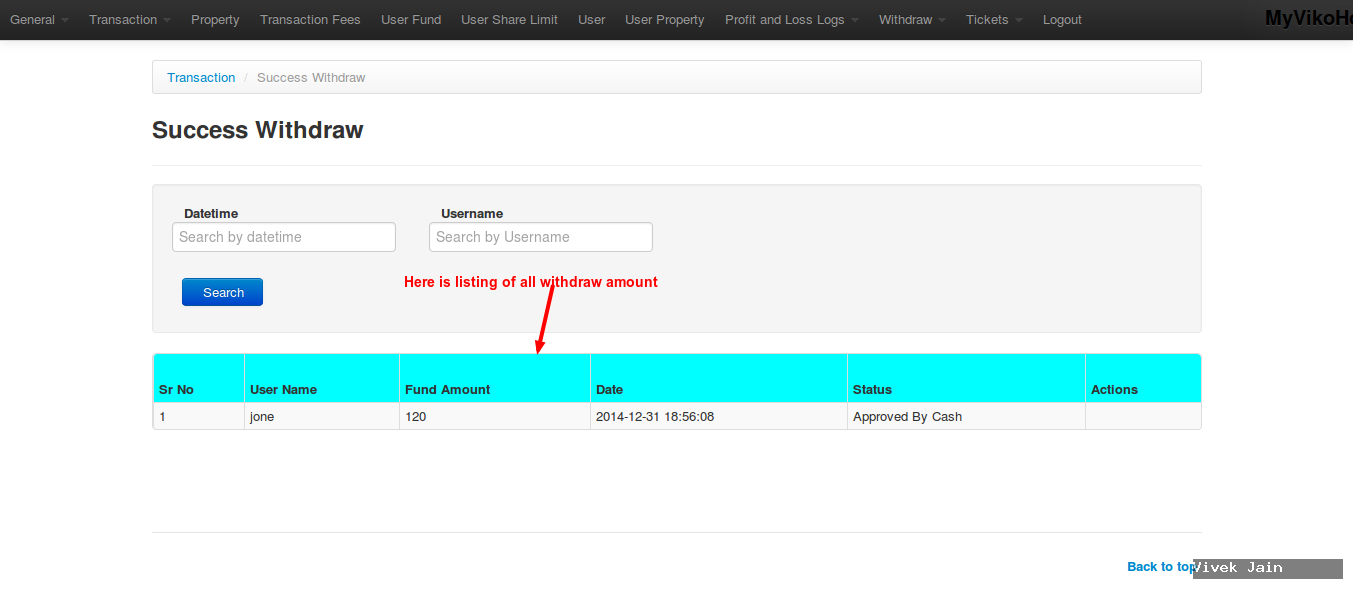 General Transaction Property Transaction Fees User Fund User Share Limit User User Property Profit and Loss Logs Withdraw Tickets Logout
Transaction / Success Withdraw
Success Withdraw
Datetime Username
Search by datetime Search by Username
Here is listing of all withdraw amount
Search
Sr No User Name Fund Amount Date Status Actions
1 jone 120 2014-12-31 18:56:08 Approved By Cash
Back to top
Vivek Jain